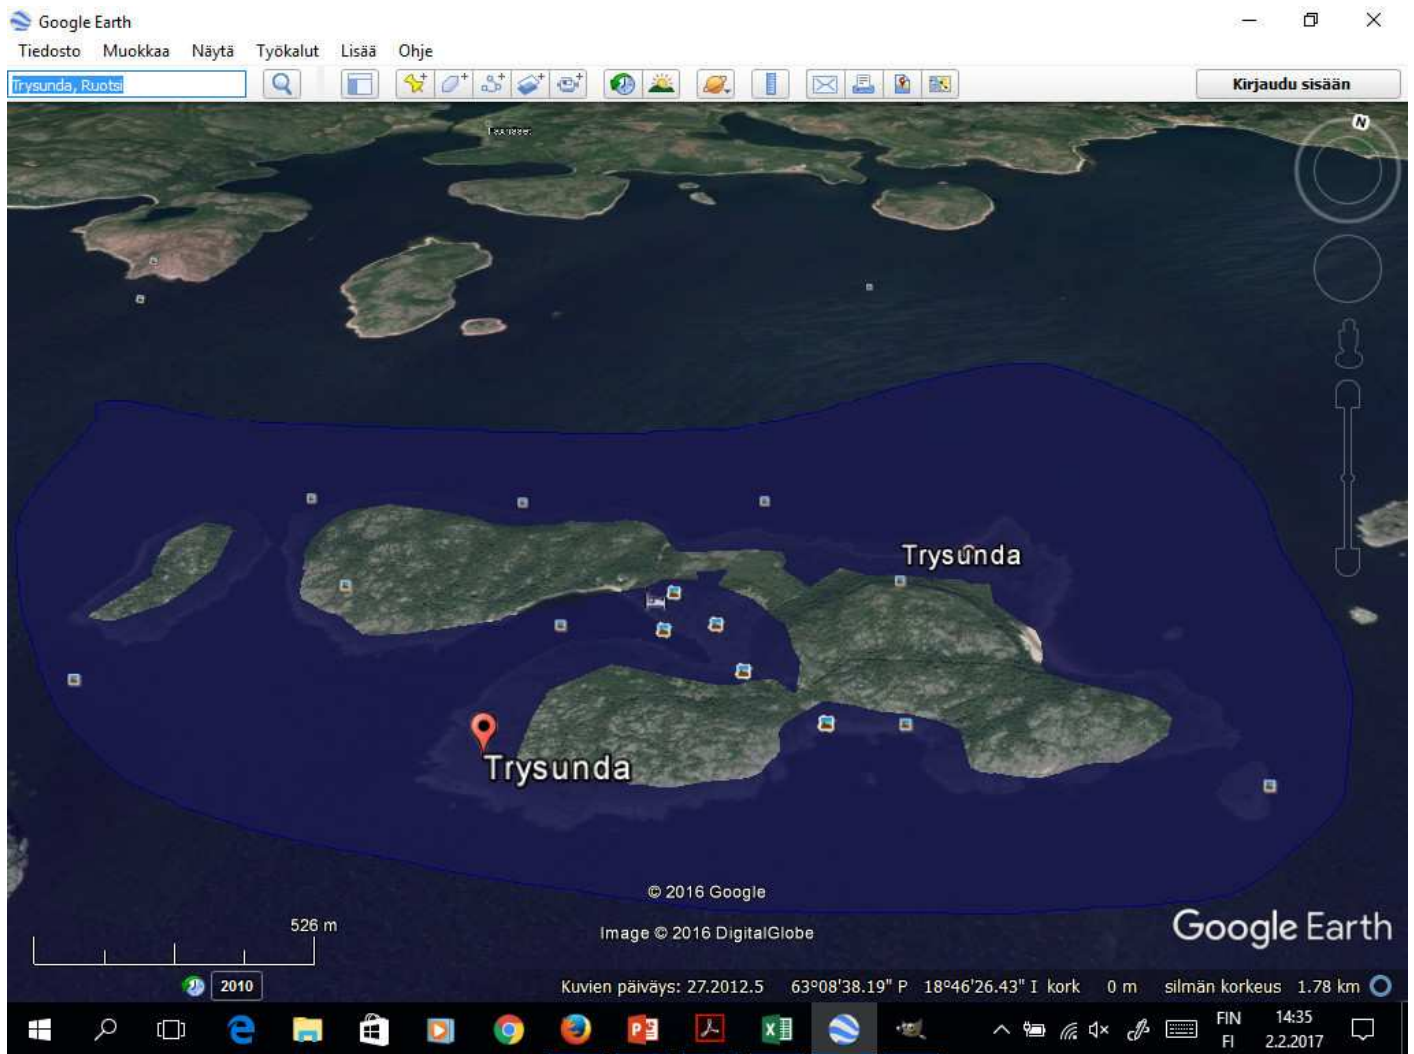 Google Earth
Tiedosto Muokkaa Näytä Työkalut Lisää Ohje
Trysunda, Ruotsi
Kirjaudu sisään
N
Trysunda
Trysunda
© 2016 Google
526 m
Image © 2016 DigitalGlobe
Google Earth
2010
Kuvien päiväys: 27.2012.5 63°08'38.19" P 18°46'26.43" I kork 0 m silmän korkeus 1.78 km
FIN
FI
14:35
2.2.2017